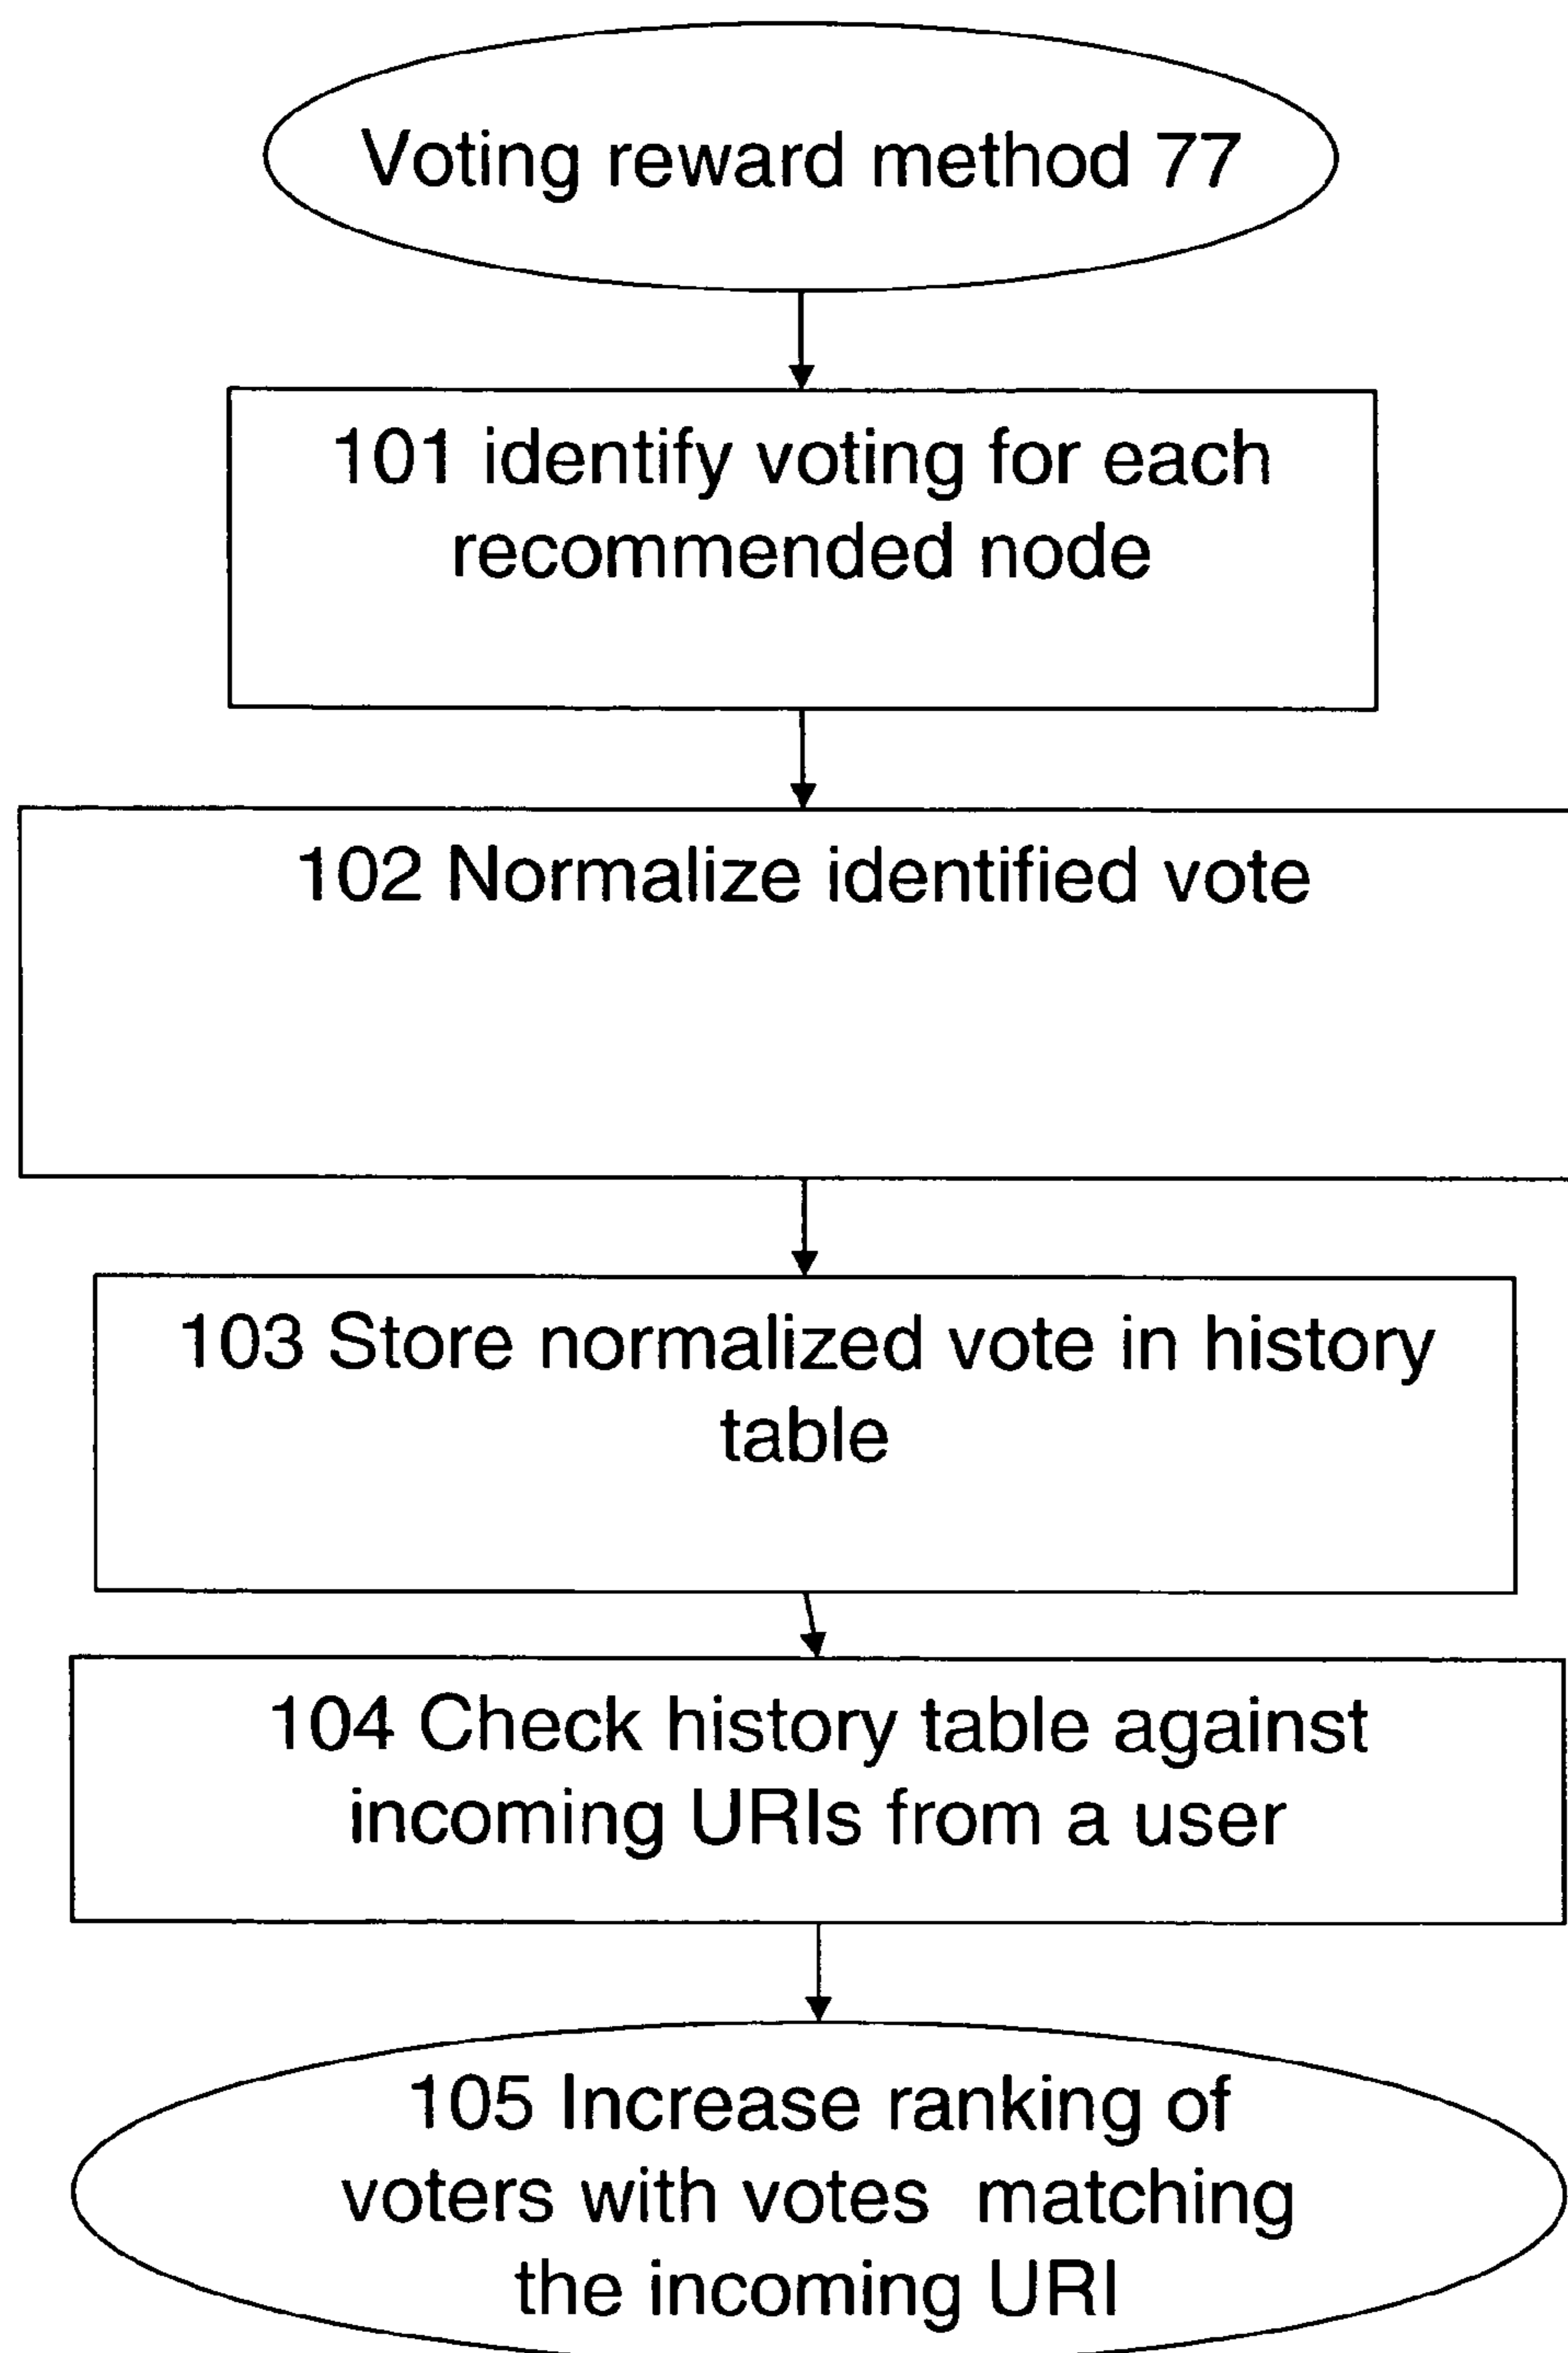 Voting reward method 77
101 identify voting for each
recommended node
102 Normalize identified vote
103 Store normalized vote in history
table
104 Check history table against
incoming URIs from a user
105 Increase ranking of
voters with votes matching
the incoming URI